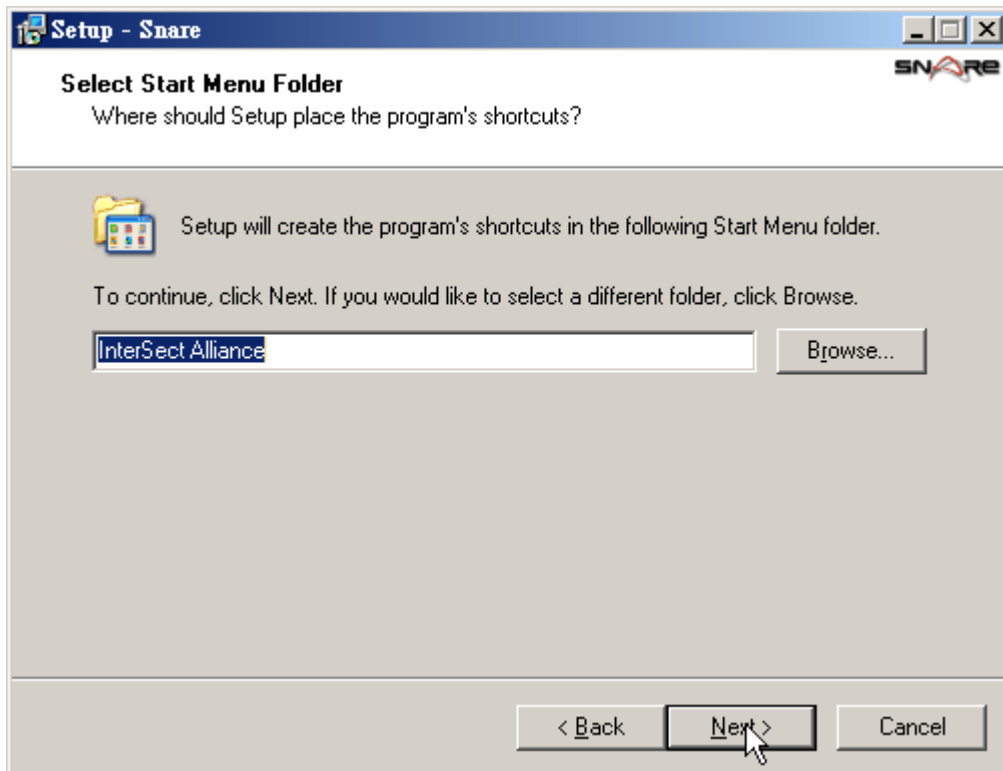 Setup - Snare
SNARE
Select Start Menu Folder
Where should Setup place the program's shortcuts?
Setup will create the program's shortcuts in the following Start Menu folder.
To continue, click Next. If you would like to select a different folder, click Browse.
InterSect Alliance
Browse...
< Back
Next >
Cancel